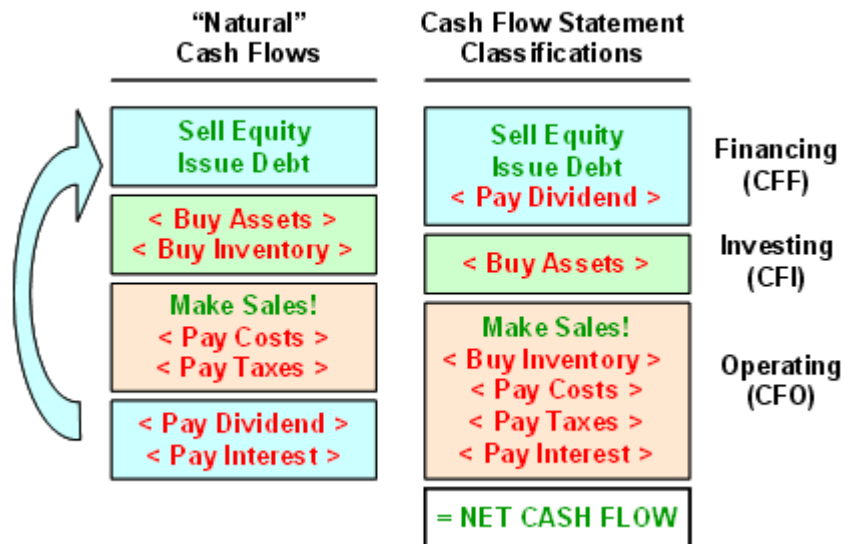 “Natural”
Cash Flows
Cash Flow Statement
Classifications
Sell Equity
Issue Debt
< Buy Assets >
< Buy Inventory >
Make Sales!
< Pay Costs >
< Pay Taxes >
< Pay Dividend >
< Pay Interest >
Sell Equity
Issue Debt
< Pay Dividend >
Financing
(CFF)
< Buy Assets >
Investing
(CFI)
Make Sales!
< Buy Inventory >
< Pay Costs >
< Pay Taxes >
< Pay Interest >
Operating
(CFO)
= NET CASH FLOW